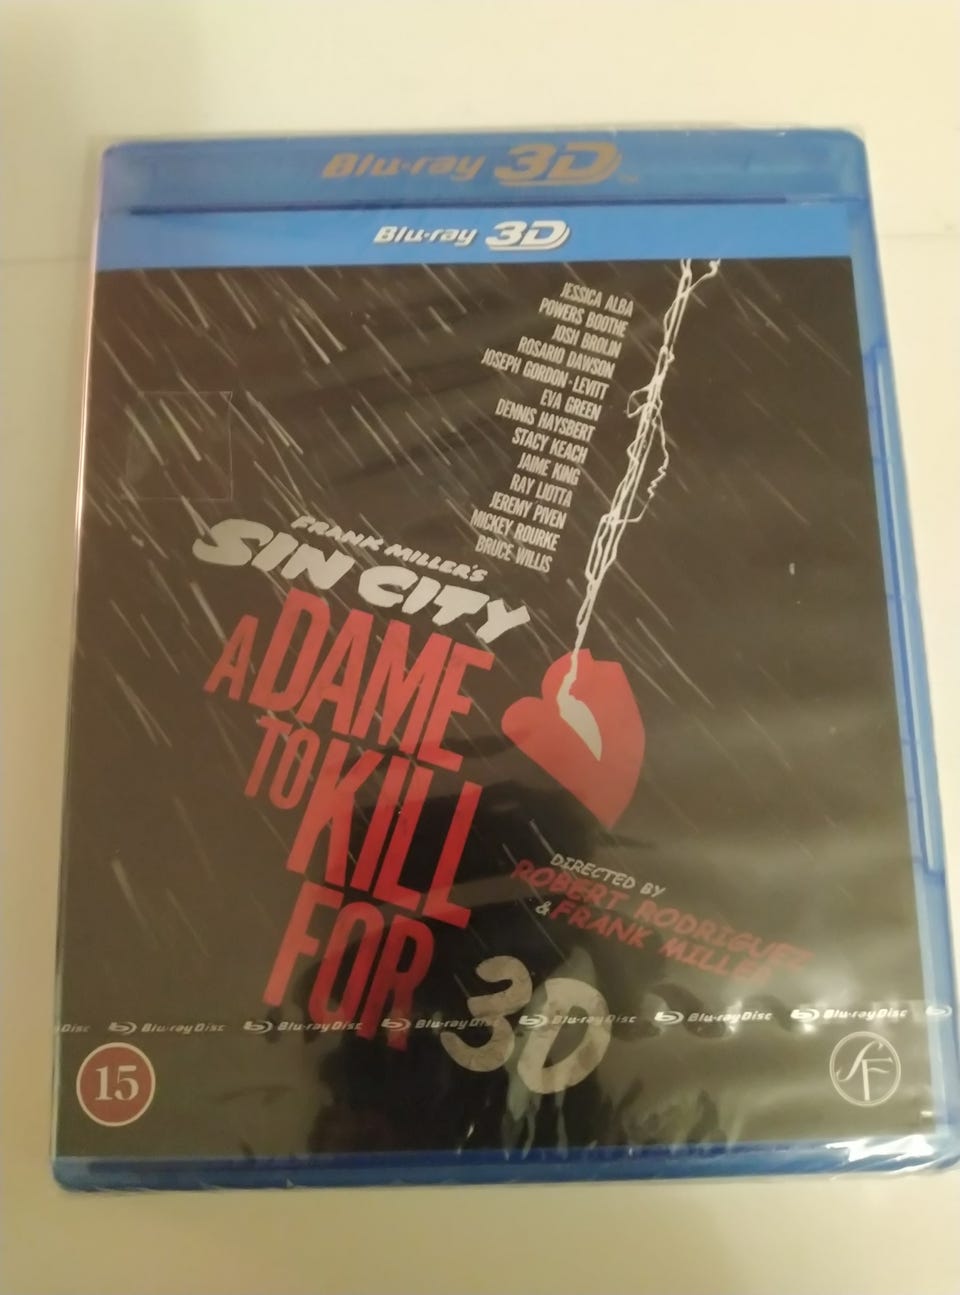 Blu-ray 3D
Blu-ray 3D
JESSICA ALBA
POWERS BOOTHE
JOSH BROLIN
ROSARIO DAWSON
JOSEPH GORDON-LEVITT
EVA GREEN
DENNIS HAYSBERT
STACY KEACH
JAIME KING
RAY LIOTTA
JEREMY PIVEN
MICKEY ROURKE
BRUCE WILLIS
FRANK MILLER'S
SIN CITY
A DAME
TO KILL
FOR
3D
DIRECTED BY
ROBERT RODRIGUEZ
& FRANK MILLER
Disc Blu-ray Disc Blu-ray Disc Blu-ray Disc Blu-ray Disc Blu-ray Disc Blu-ray Disc
15
SF